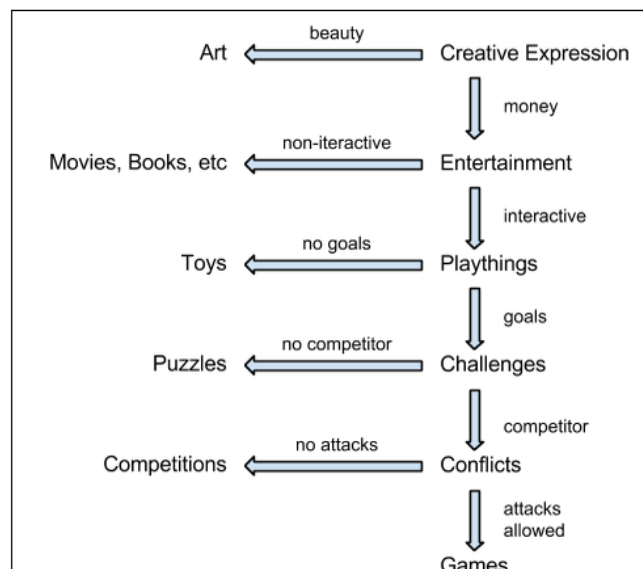 beauty
Art Creative Expression
money
non-iteractive
Movies, Books, etc Entertainment
interactive
no goals
Toys Playthings
goals
no competitor
Puzzles Challenges
competitor
no attacks
Competitions Conflicts
attacks
allowed
Games